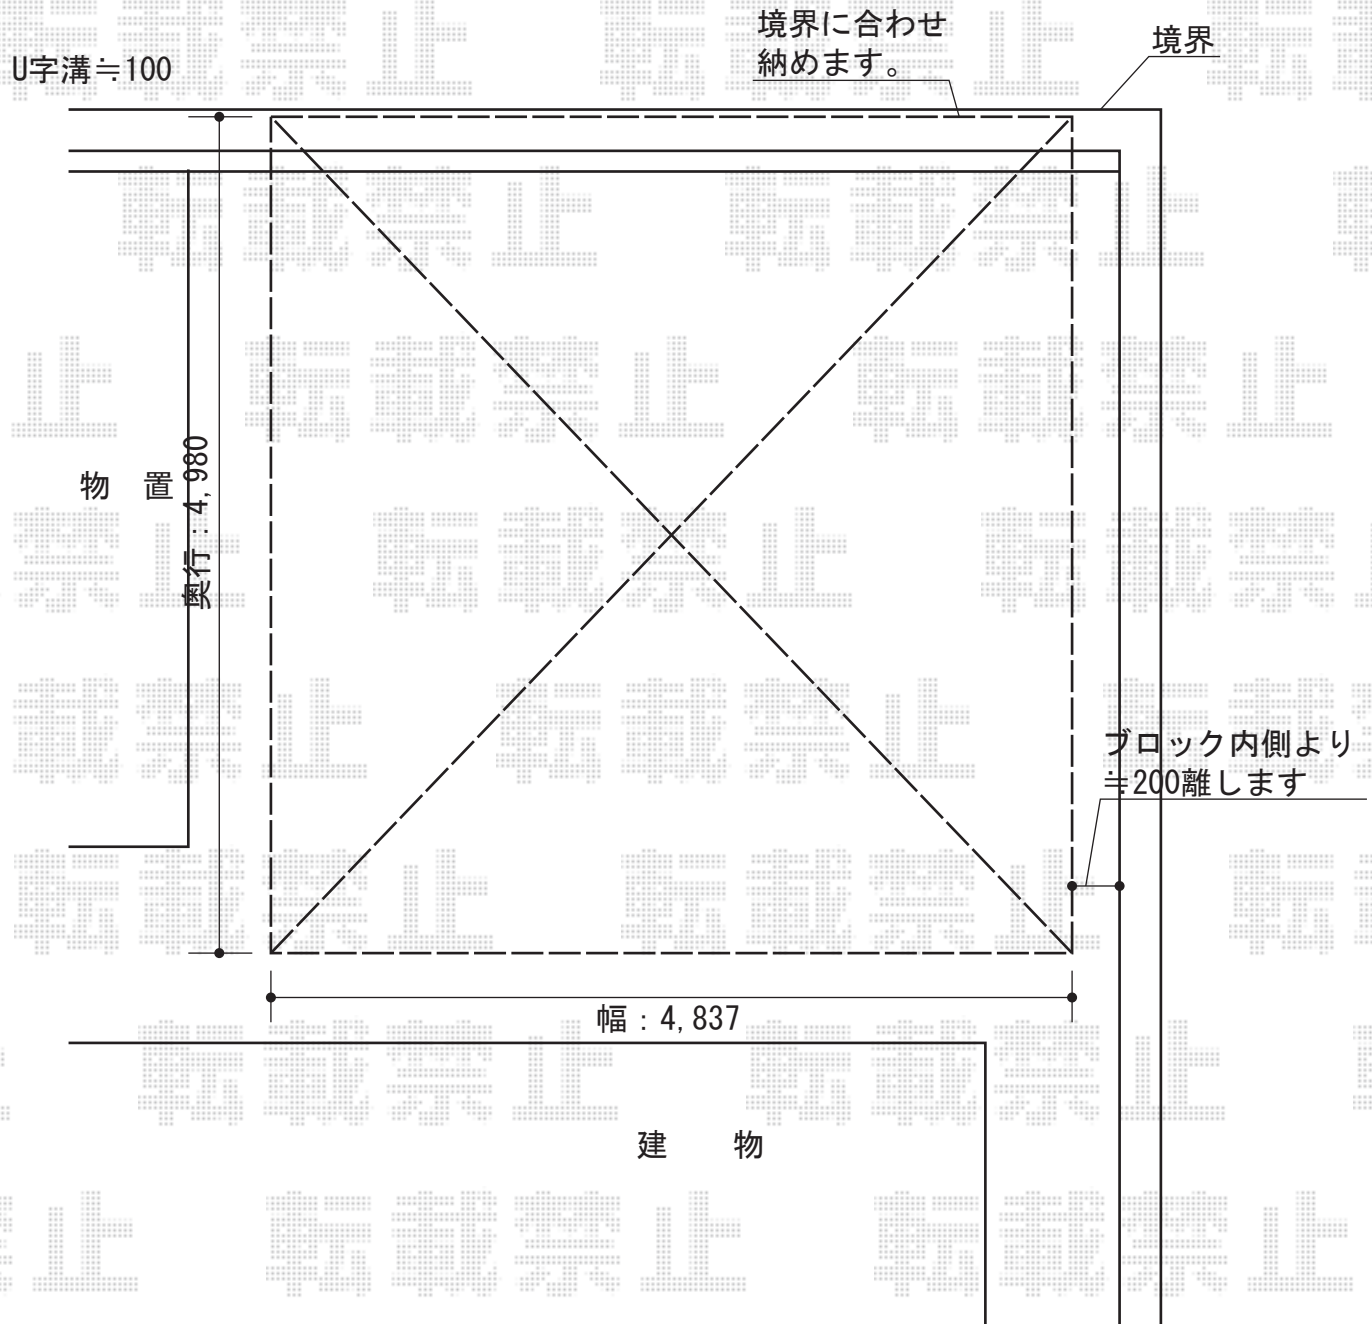 境界に合わせ
納めます。
境界
U字溝≒100
物　置
奥行：4,980
ブロック内側より
≒200離します
幅：4,837
建　物
転載禁止